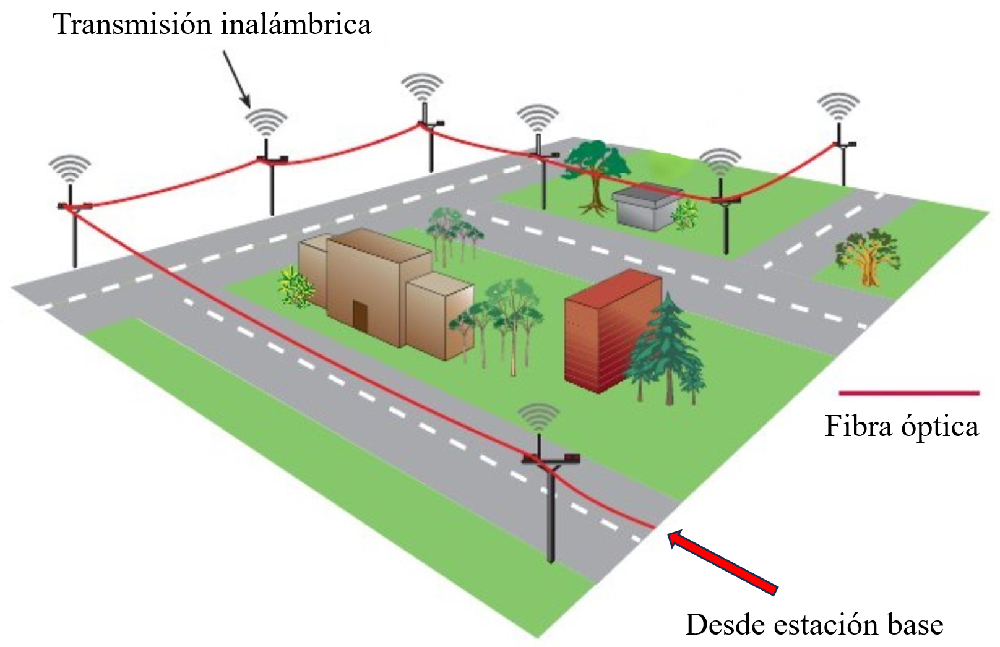 Transmisión inalámbrica
Fibra óptica
Desde estación base